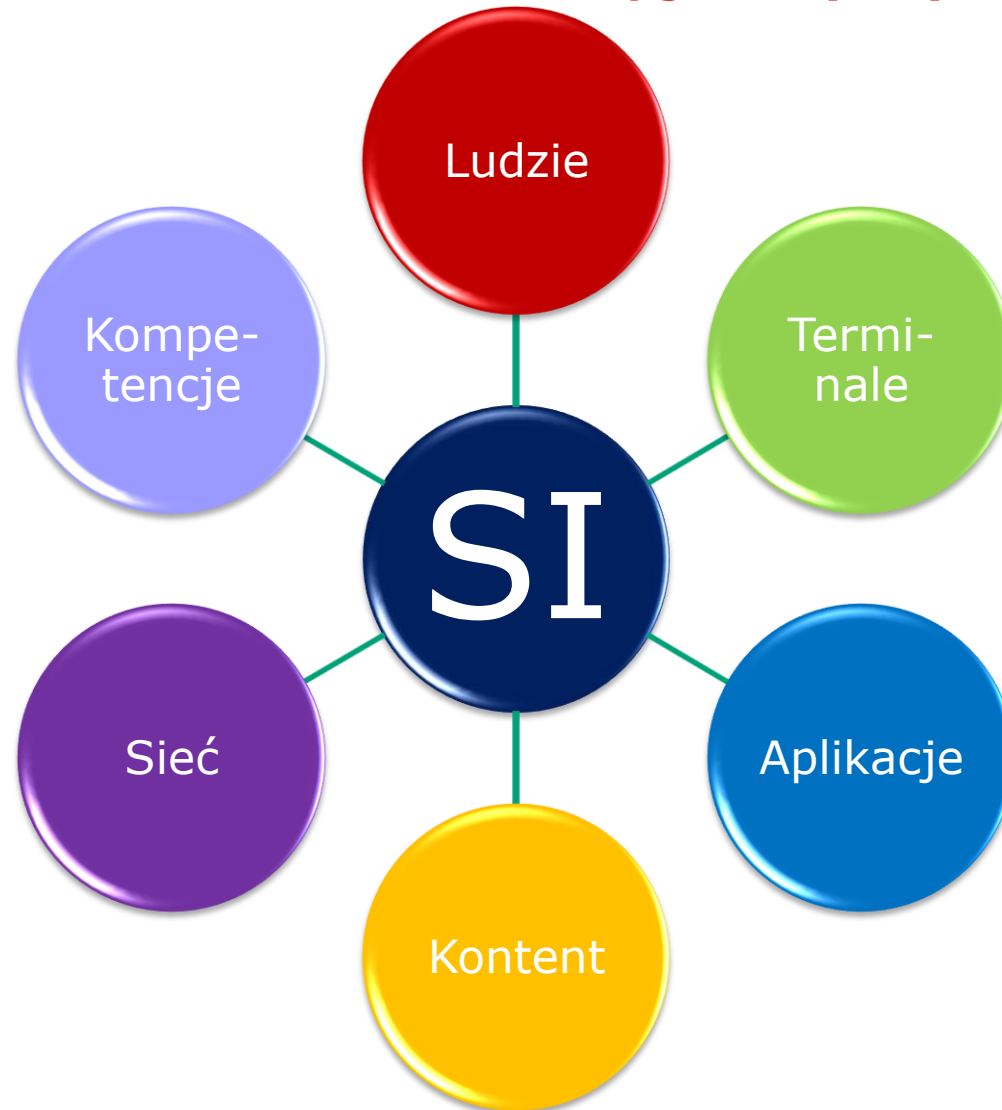 Ludzie
Termi-
nale
Aplikacje
Kontent
Sieć
Kompe-
tencje
SI